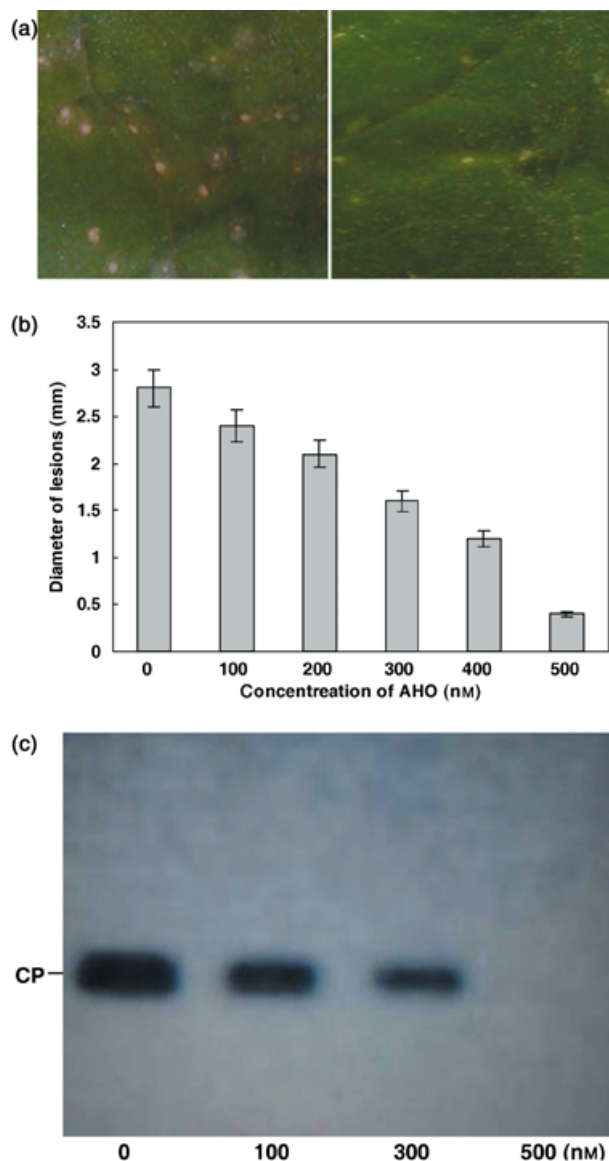 (a)
(b)
3.5
3
2.5
2
1.5
1
0.5
0
Diameter of lesions (mm)
0 100 200 300 400 500
Concentreation of AHO (nM)
(c)
CP
0 100 300 500 (nM)